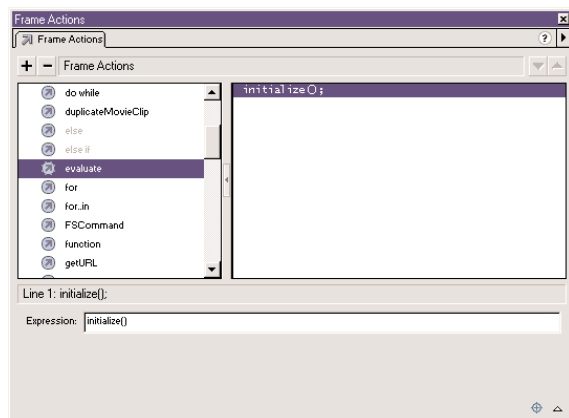 Frame Actions
Frame Actions
+ − Frame Actions
do while
duplicateMovieClip
else
else if
evaluate
for
for..in
FSCommand
function
getURL
initialize();
Line 1: initialize();
Expression: initialize()